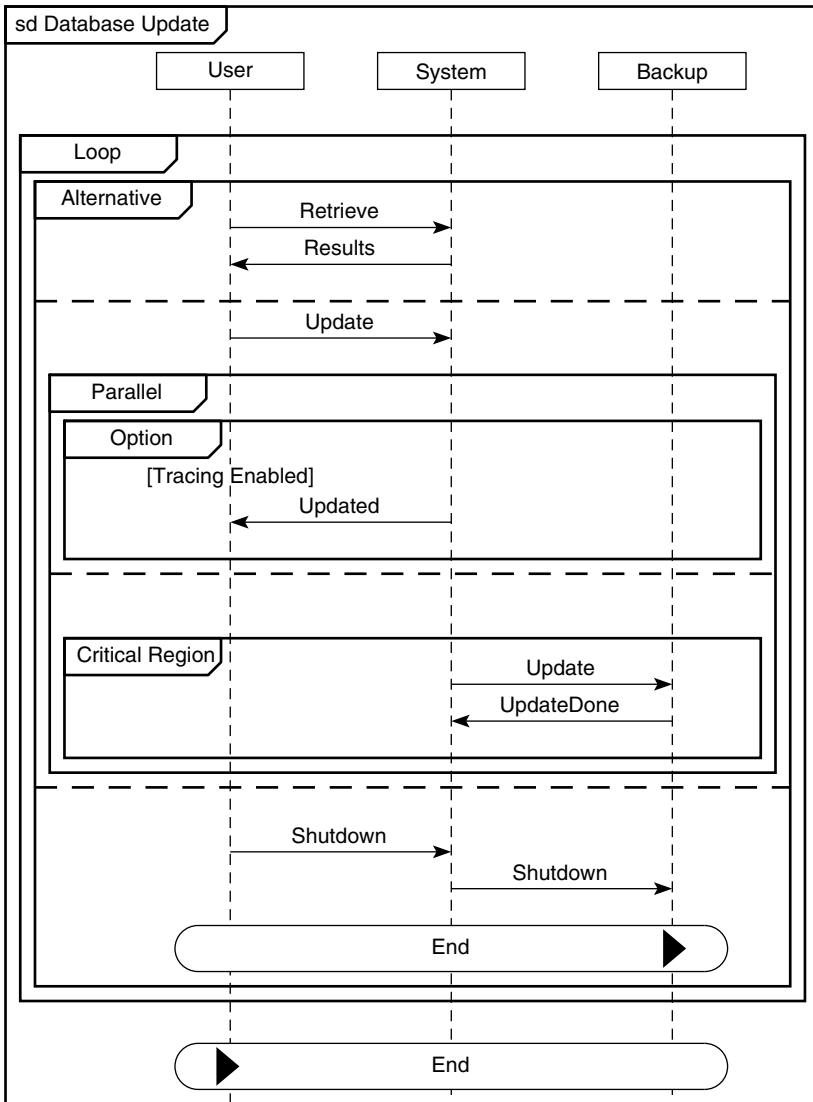 sd Database Update
User
System
Backup
Loop
Alternative
Retrieve
Results
Update
Parallel
Option
[Tracing Enabled]
Updated
Critical Region
Update
UpdateDone
Shutdown
Shutdown
End
End